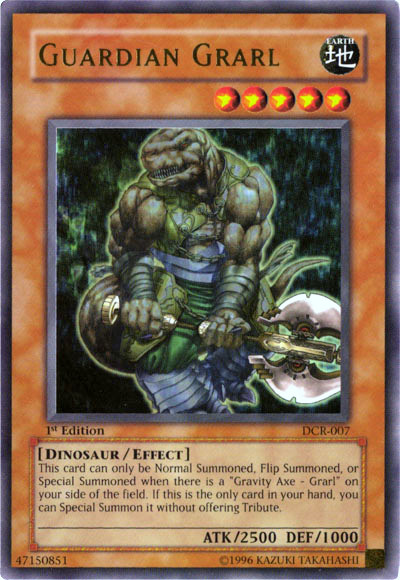 GUARDIAN GRARL
EARTH
地
1st Edition
DCR-007
[DINOSAUR/EFFECT]
This card can only be Normal Summoned, Flip Summoned, or
Special Summoned when there is a "Gravity Axe - Grarl" on
your side of the field. If this is the only card in your hand, you
can Special Summon it without offering Tribute.
ATK/2500 DEF/1000
47150851
©1996 KAZUKI TAKAHASHI